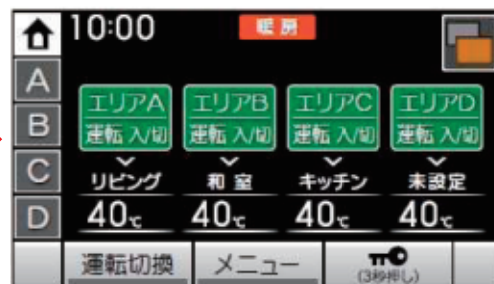 10:00 暖房
A
B
C
D
エリアA エリアB エリアC エリアD
運転 入/切 運転 入/切 運転 入/切 運転 入/切
リビング 和室 キッチン 未設定
40℃ 40℃ 40℃ 40℃
運転切換 メニュー (3秒押し)